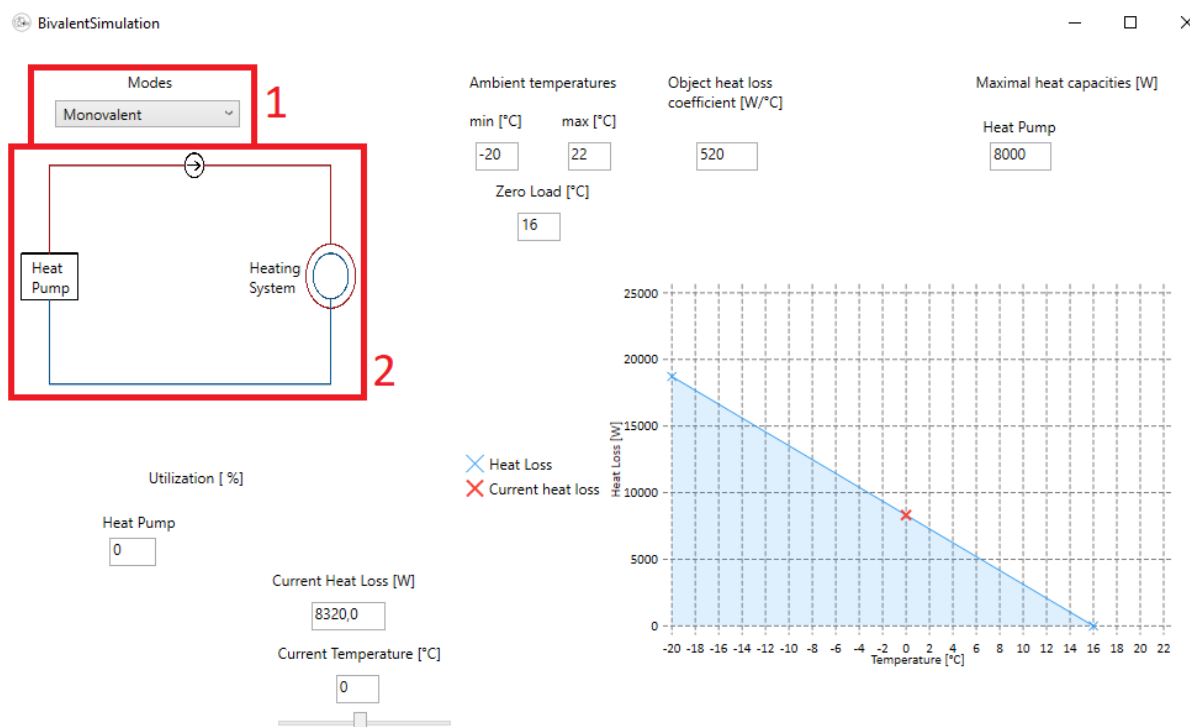 BivalentSimulation
Modes
Monovalent
1
Heat
Pump
Heating
System
2
Ambient temperatures
min [°C] max [°C]
-20 22
Zero Load [°C]
16
Object heat loss
coefficient [W/°C]
520
Maximal heat capacities [W]
Heat Pump
8000
Utilization [ %]
Heat Pump
0
Current Heat Loss [W]
8320,0
Current Temperature [°C]
0
Heat Loss
Current heat loss
Heat Loss [W]
25000
20000
15000
10000
5000
0
-20 -18 -16 -14 -12 -10 -8 -6 -4 -2 0 2 4 6 8 10 12 14 16 18 20 22
Temperature [°C]